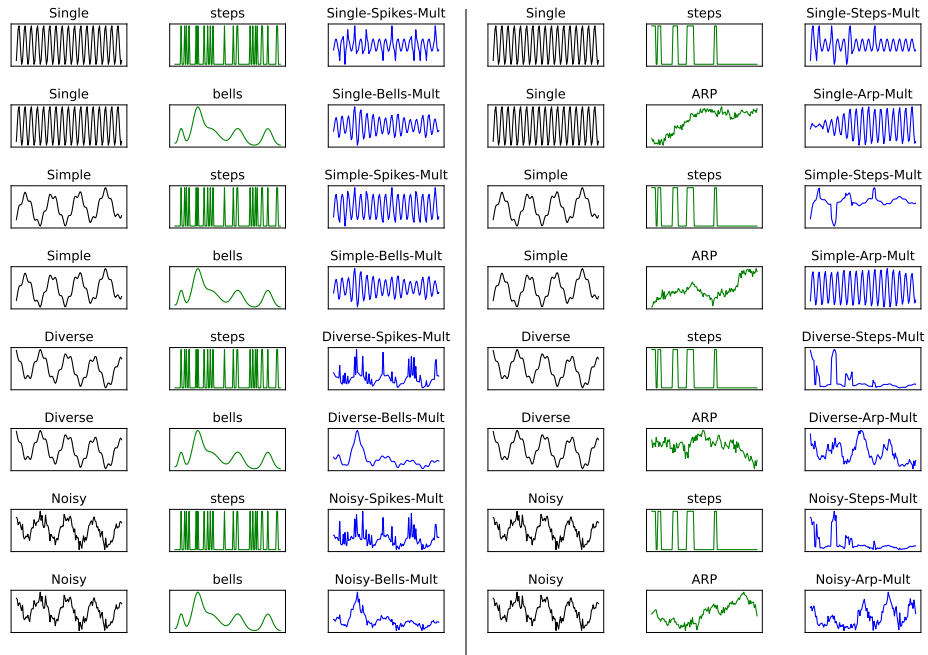 Single steps Single-Spikes-Mult Single steps Single-Steps-Mult
Single bells Single-Bells-Mult Single ARP Single-Arp-Mult
Simple steps Simple-Spikes-Mult Simple steps Simple-Steps-Mult
Simple bells Simple-Bells-Mult Simple ARP Simple-Arp-Mult
Diverse steps Diverse-Spikes-Mult Diverse steps Diverse-Steps-Mult
Diverse bells Diverse-Bells-Mult Diverse ARP Diverse-Arp-Mult
Noisy steps Noisy-Spikes-Mult Noisy steps Noisy-Steps-Mult
Noisy bells Noisy-Bells-Mult Noisy ARP Noisy-Arp-Mult